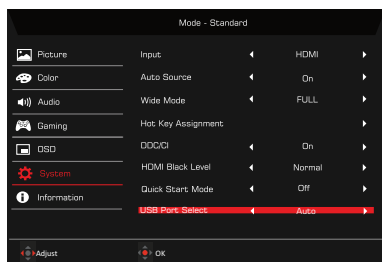 Mode - Standard
Picture
Input HDMI
Color
Auto Source On
Audio
Wide Mode FULL
Gaming
Hot Key Assignment
OSD
DDC/CI On
System
HDMI Black Level Normal
Quick Start Mode Off
Information
USB Port Select Auto
Adjust OK